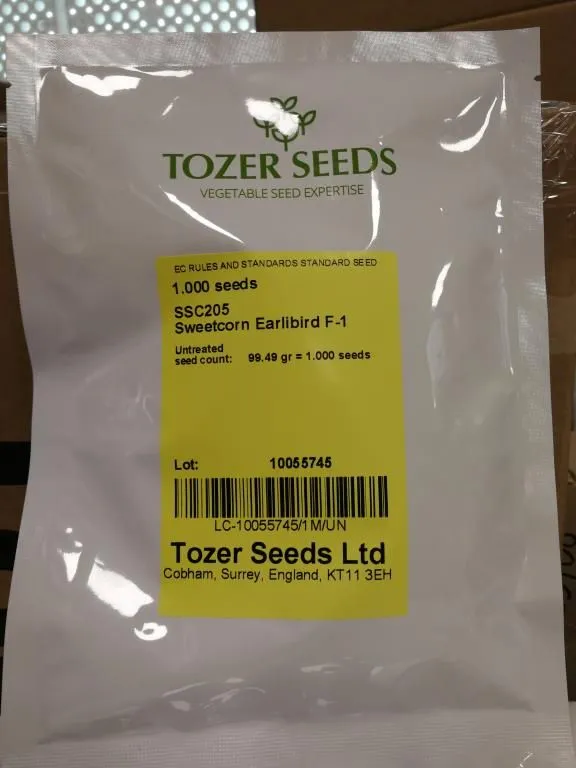 TOZER SEEDS
VEGETABLE SEED EXPERTISE
EC RULES AND STANDARDS STANDARD SEED
1.000 seeds
SSC205
Sweetcorn Earlibird F-1
Untreated
seed count: 99.49 gr = 1.000 seeds
Lot: 10055745
LC-10055745/1M/UN
Tozer Seeds Ltd
Cobham, Surrey, England, KT11 3EH